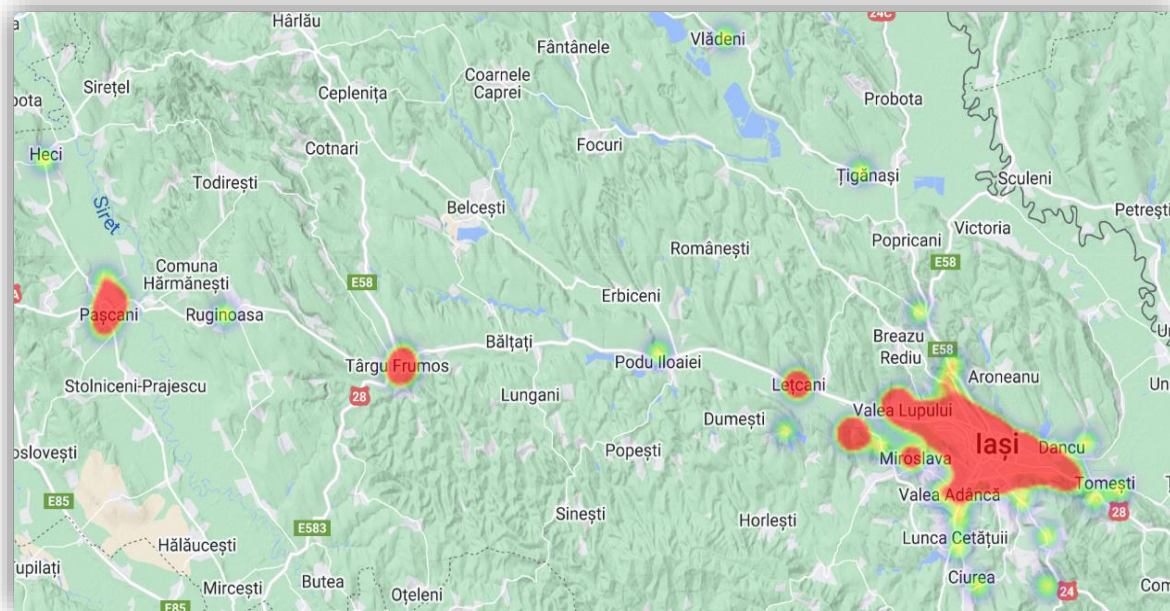 Hârlău
24C
Vlădeni
Fântânele
Coarnele
Caprei
Sirețel
Ceplenița
Probota
Focuri
Cotnari
Heci
Țigănași
Todirești
Sculeni
Siret
Belcești
Petrești
Victoria
Românești
Popricani
Comuna
Hărmănești
E58
E58
Erbiceni
Pașcani
Ruginoasa
Breazu
Rediu
E58
Bălțați
Podu Iloaiei
Târgu Frumos
Aroneanu
Stolniceni-Prajescu
28
Lungani
Lețcani
Valea Lupului
Dumești
Iași
Dancu
Popești
Miroslava
Tomești
Valea Adâncă
E85
28
Sinești
Horlești
E583
Lunca Cetățuii
Hălăucești
Ciurea
Mircești
Butea
Oțeleni
24
E85